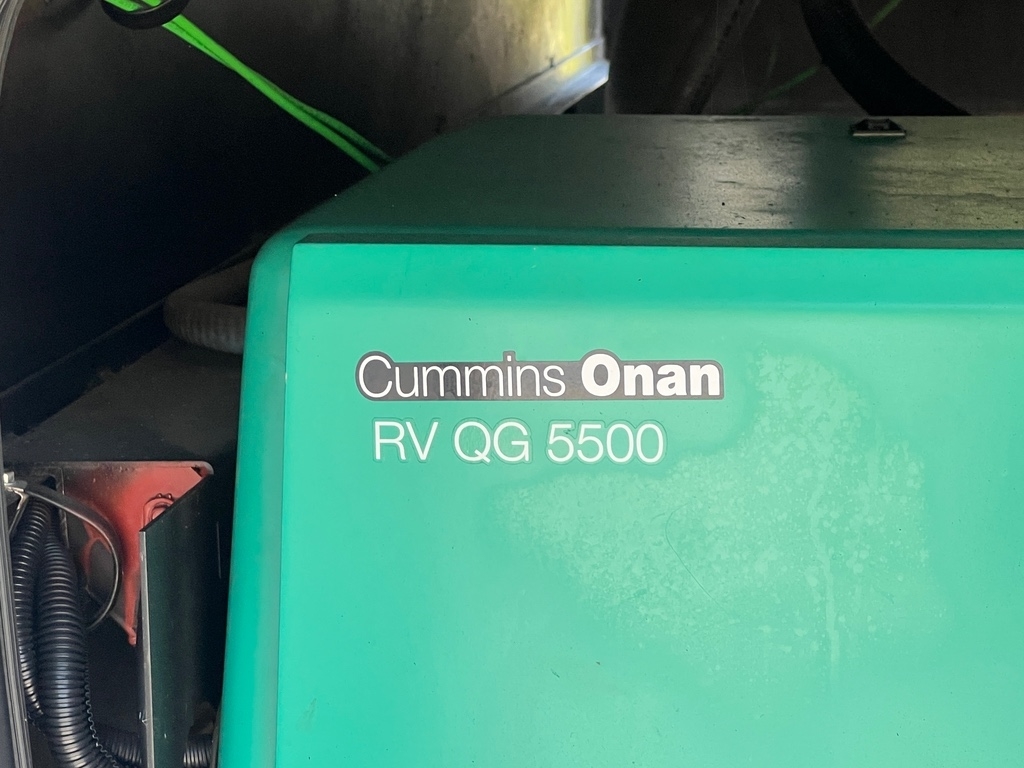 Cummins Onan
RV QG 5500